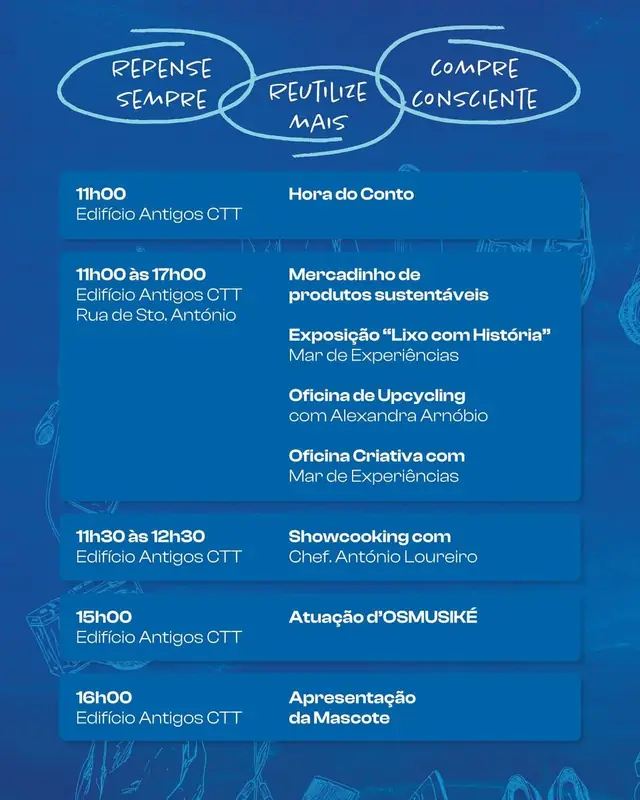 REPENSE
SEMPRE
REUTILIZE
MAIS
COMPRE
CONSCIENTE
11h00
Edifício Antigos CTT
Hora do Conto
11h00 às 17h00
Edifício Antigos CTT
Rua de Sto. António
Mercadinho de
produtos sustentáveis
Exposição “Lixo com História”
Mar de Experiências
Oficina de Upcycling
com Alexandra Arnóbio
Oficina Criativa com
Mar de Experiências
11h30 às 12h30
Edifício Antigos CTT
Showcooking com
Chef. António Loureiro
15h00
Edifício Antigos CTT
Atuação d’OSMUSIKÉ
16h00
Edifício Antigos CTT
Apresentação
da Mascote